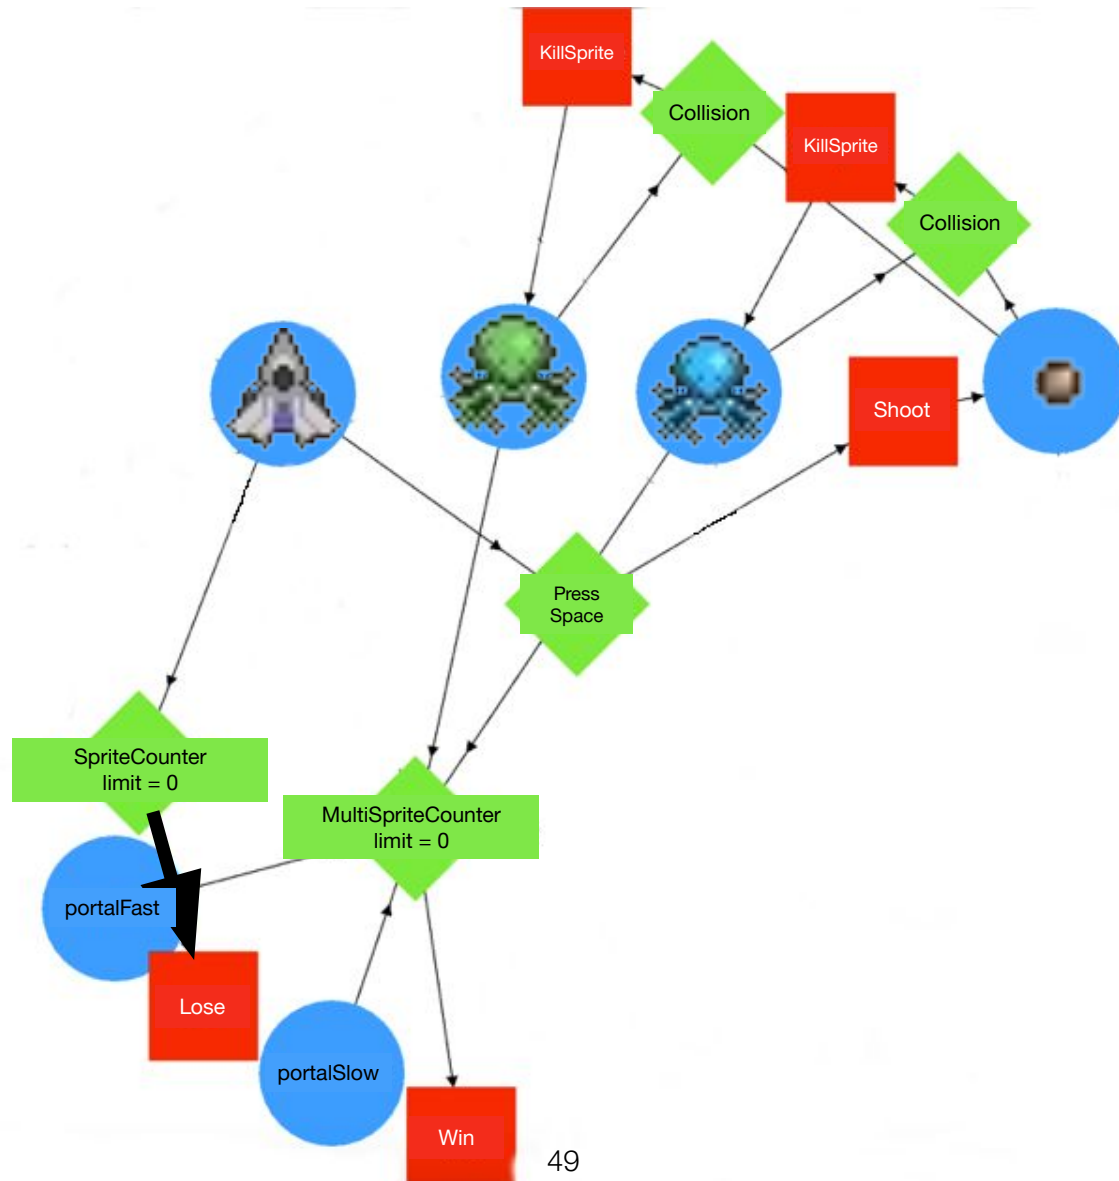 KillSprite
Collision
KillSprite
Collision
Shoot
Press
Space
SpriteCounter
limit = 0
MultiSpriteCounter
limit = 0
portalFast
Lose
portalSlow
Win
49